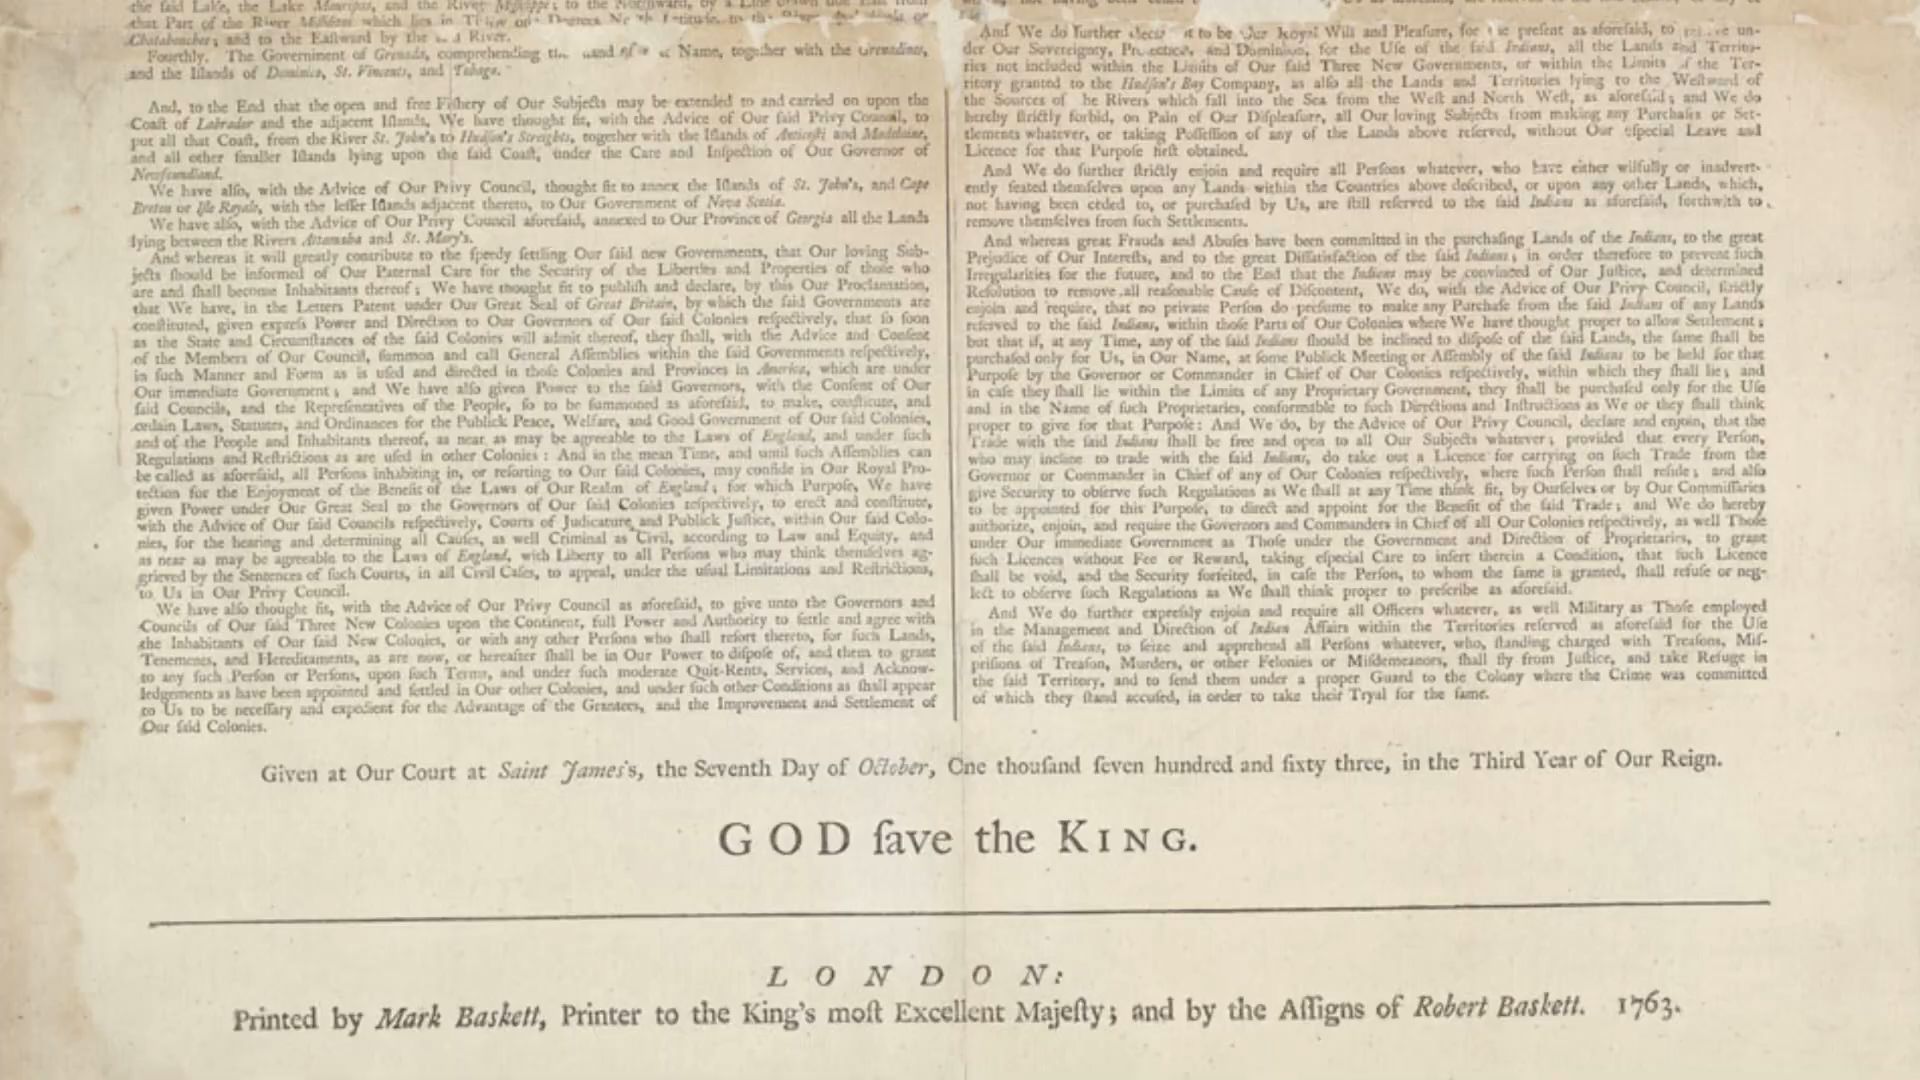 the said Lake, the Lake Maurepas, and the River Missisippi; to the Northward, by a Line drawn due East from
that Part of the River Missisippi which lies in Degrees North Latitude, to the River
Chatahouchee; and to the Eastward by the said River.
Fourthly. The Government of Grenada, comprehending the Island of Name, together with the Grenadines,
and the Iſlands of Dominico, St. Vincents, and Tobago.
And, to the End that the open and free Fiſhery of Our Subjects may be extended to and carried on upon the
Coaſt of Labrador and the adjacent Iſlands, We have thought fit, with the Advice of Our ſaid Privy Council, to
put all that Coaſt, from the River St. John's to Hudſon's Streights, together with the Iſlands of Anticoſti and Madelaine,
and all other ſmaller Iſlands lying upon the ſaid Coaſt, under the Care and Inſpection of Our Governor of
Newfoundland.
We have alſo, with the Advice of Our Privy Council, thought fit to annex the Iſlands of St. John's, and Cape
Breton or Iſle Royale, with the leſſer Iſlands adjacent thereto, to Our Government of Nova Scotia.
We have alſo, with the Advice of Our Privy Council aforeſaid, annexed to Our Province of Georgia all the Lands
lying between the Rivers Attamaha and St. Mary's.
And whereas it will greatly contribute to the ſpeedy ſettling Our ſaid new Governments, that Our loving Sub-
jects ſhould be informed of Our Paternal Care for the Security of the Liberties and Properties of thoſe who
are and ſhall become Inhabitants thereof; We have thought fit to publiſh and declare, by this Our Proclamation,
that We have, in the Letters Patent under Our Great Seal of Great Britain, by which the ſaid Governments are
conſtituted, given expreſs Power and Direction to Our Governors of Our ſaid Colonies reſpectively, that ſo ſoon
as the State and Circumſtances of the ſaid Colonies will admit thereof, they ſhall, with the Advice and Conſent
of the Members of Our Council, ſummon and call General Aſſemblies within the ſaid Governments reſpectively,
in ſuch Manner and Form as is uſed and directed in thoſe Colonies and Provinces in America, which are under
Our immediate Government; and We have alſo given Power to the ſaid Governors, with the Conſent of Our
ſaid Councils, and the Repreſentatives of the People, ſo to be ſummoned as aforeſaid, to make, conſtitute, and
ordain Laws, Statutes, and Ordinances for the Publick Peace, Welfare, and Good Government of Our ſaid Colonies,
and of the People and Inhabitants thereof, as near as may be agreeable to the Laws of England, and under ſuch
Regulations and Reſtrictions as are uſed in other Colonies: And in the mean Time, and until ſuch Aſſemblies can
be called as aforeſaid, all Perſons inhabiting in, or reſorting to Our ſaid Colonies, may confide in Our Royal Pro-
tection for the Enjoyment of the Benefit of the Laws of Our Realm of England; for which Purpoſe, We have
given Power under Our Great Seal to the Governors of Our ſaid Colonies reſpectively, to erect and conſtitute,
with the Advice of Our ſaid Councils reſpectively, Courts of Judicature and Publick Juſtice, within Our ſaid Colo-
nies, for the hearing and determining all Cauſes, as well Criminal as Civil, according to Law and Equity, and
as near as may be agreeable to the Laws of England, with Liberty to all Perſons who may think themſelves ag-
grieved by the Sentences of ſuch Courts, in all Civil Caſes, to appeal, under the uſual Limitations and Reſtrictions,
to Us in Our Privy Council.
We have alſo thought fit, with the Advice of Our Privy Council as aforeſaid, to give unto the Governors and
Councils of Our ſaid Three New Colonies upon the Continent, full Power and Authority to ſettle and agree with
the Inhabitants of Our ſaid New Colonies, or with any other Perſons who ſhall reſort thereto, for ſuch Lands,
Tenements, and Hereditaments, as are now, or hereafter ſhall be in Our Power to diſpoſe of, and them to grant
to any ſuch Perſon or Perſons, upon ſuch Terms, and under ſuch moderate Quit-Rents, Services, and Acknow-
ledgements as have been appointed and ſettled in Our other Colonies, and under ſuch other Conditions as ſhall appear
to Us to be neceſſary and expedient for the Advantage of the Grantees, and the Improvement and Settlement of
Our ſaid Colonies.
And We do further declare it to be Our Royal Will and Pleaſure, for the preſent as aforeſaid, to reſerve un-
der Our Sovereignty, Protection, and Dominion, for the Uſe of the ſaid Indians, all the Lands and Territo-
ries not included within the Limits of Our ſaid Three New Governments, or within the Limits of the Ter-
ritory granted to the Hudſon's Bay Company, as alſo all the Lands and Territories lying to the Weſtward of
the Sources of the Rivers which fall into the Sea from the Weſt and North Weſt, as aforeſaid; and We do
hereby ſtrictly forbid, on Pain of Our Diſpleaſure, all Our loving Subjects from making any Purchaſes or Set-
tlements whatever, or taking Poſſeſſion of any of the Lands above reſerved, without Our eſpecial Leave and
Licence for that Purpoſe firſt obtained.
And We do further ſtrictly enjoin and require all Perſons whatever, who have either wilfully or inadvert-
ently ſeated themſelves upon any Lands within the Countries above deſcribed, or upon any other Lands, which,
not having been ceded to, or purchaſed by Us, are ſtill reſerved to the ſaid Indians as aforeſaid, forthwith to
remove themſelves from ſuch Settlements.
And whereas great Frauds and Abuſes have been committed in the purchaſing Lands of the Indians, to the great
Prejudice of Our Intereſts, and to the great Diſſatisfaction of the ſaid Indians; in order therefore to prevent ſuch
Irregularities for the future, and to the End that the Indians may be convinced of Our Juſtice, and determined
Reſolution to remove all reaſonable Cauſe of Diſcontent, We do, with the Advice of Our Privy Council, ſtrictly
enjoin and require, that no private Perſon do preſume to make any Purchaſe from the ſaid Indians of any Lands
reſerved to the ſaid Indians, within thoſe Parts of Our Colonies where We have thought proper to allow Settlement;
but that if, at any Time, any of the ſaid Indians ſhould be inclined to diſpoſe of the ſaid Lands, the ſame ſhall be
purchaſed only for Us, in Our Name, at ſome Publick Meeting or Aſſembly of the ſaid Indians to be held for that
Purpoſe by the Governor or Commander in Chief of Our Colonies reſpectively, within which they ſhall lie; and
in caſe they ſhall lie within the Limits of any Proprietary Government, they ſhall be purchaſed only for the Uſe
and in the Name of ſuch Proprietaries, conformable to ſuch Directions and Inſtructions as We or they ſhall think
proper to give for that Purpoſe: And We do, by the Advice of Our Privy Council, declare and enjoin, that the
Trade with the ſaid Indians ſhall be free and open to all Our Subjects whatever; provided that every Perſon,
who may incline to trade with the ſaid Indians, do take out a Licence for carrying on ſuch Trade from the
Governor or Commander in Chief of any of Our Colonies reſpectively, where ſuch Perſon ſhall reſide; and alſo
give Security to obſerve ſuch Regulations as We ſhall at any Time think fit, by Ourſelves or by Our Commiſſaries
to be appointed for this Purpoſe, to direct and appoint for the Benefit of the ſaid Trade; and We do hereby
authorize, enjoin, and require the Governors and Commanders in Chief of all Our Colonies reſpectively, as well Thoſe
under Our immediate Government as Thoſe under the Government and Direction of Proprietaries, to grant
ſuch Licences without Fee or Reward, taking eſpecial Care to inſert therein a Condition, that ſuch Licence
ſhall be void, and the Security forfeited, in caſe the Perſon, to whom the ſame is granted, ſhall refuſe or neg-
lect to obſerve ſuch Regulations as We ſhall think proper to preſcribe as aforeſaid.
And We do further expreſsly enjoin and require all Officers whatever, as well Military as Thoſe employed
in the Management and Direction of Indian Affairs within the Territories reſerved as aforeſaid for the Uſe
of the ſaid Indians, to ſeize and apprehend all Perſons whatever, who, ſtanding charged with Treaſons, Miſ-
priſions of Treaſon, Murders, or other Felonies or Miſdemeanors, ſhall fly from Juſtice, and take Refuge in
the ſaid Territory, and to ſend them under a proper Guard to the Colony where the Crime was committed
of which they ſtand accuſed, in order to take their Tryal for the ſame.
Given at Our Court at Saint James's, the Seventh Day of October, One thouſand ſeven hundred and ſixty three, in the Third Year of Our Reign.
GOD ſave the KING.
LONDON:
Printed by Mark Baskett, Printer to the King's moſt Excellent Majeſty; and by the Aſſigns of Robert Baskett. 1763.